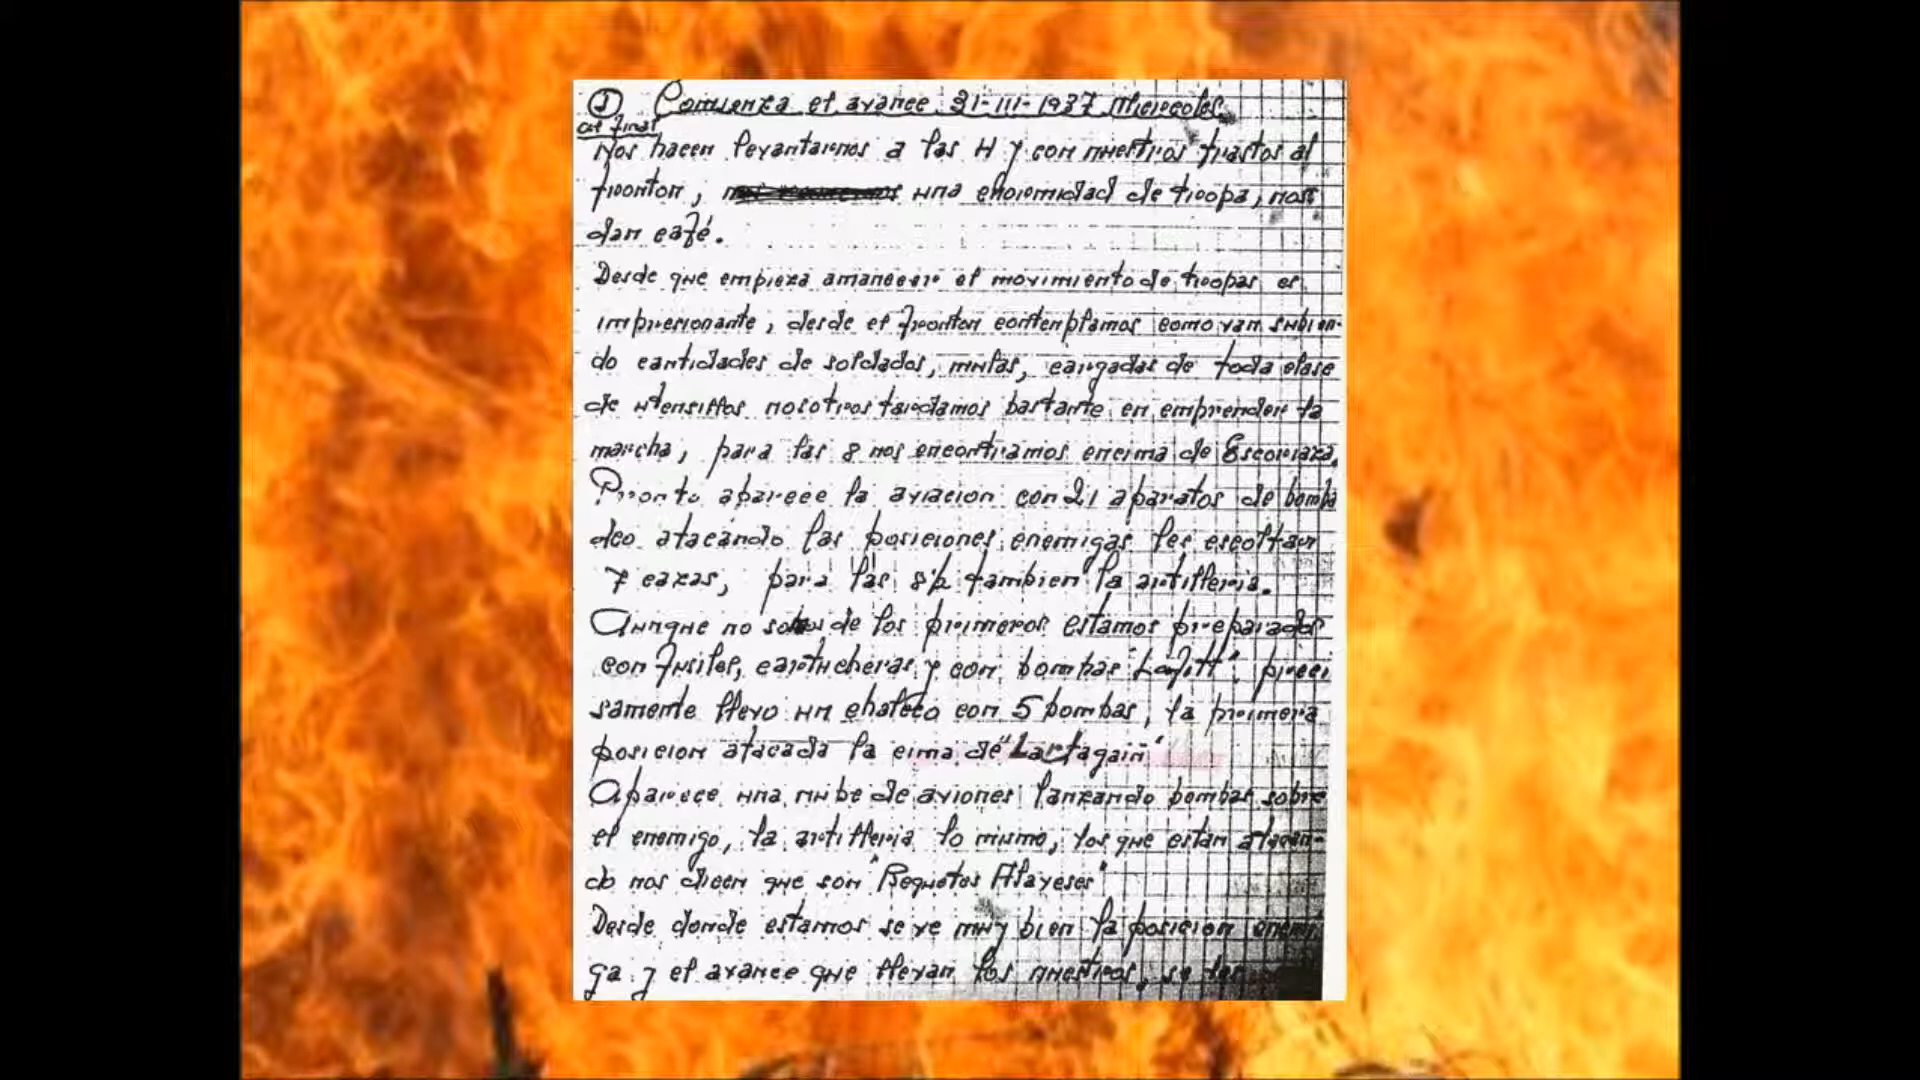 ① Comienza el avance 31-III-1937 Miercoles
al final
Nos hacen levantarnos a las 4 y con nuestros trastos al
fronton, una enormidad de tropa, nos
dan café.
Desde que empieza amanecer el movimiento de tropas es
impresionante, desde el fronton contemplamos como van subien-
do cantidades de soldados, mulas, cargadas de toda clase
de utensillos nosotros tardamos bastante en emprender la
marcha, para las 8 nos encontramos encima de Escoriaza.
Pronto aparece la aviacion con 21 aparatos de bomba
deo atacando las posiciones enemigas les escoltan
7 cazas, para las 8½ tambien la artilleria.
Aunque no somos de los primeros estamos preparados
con fusiles, cartucheras y con bombas "Lafitt". preci
samente llevo un chaleco con 5 bombas, la primera
posicion atacada la cima de "Lartagain"
Aparece una nube de aviones lanzando bombas sobre
el enemigo, la artilleria lo mismo, los que estan atacan-
do nos dicen que son "Requetes Alaveses"
Desde donde estamos se ve muy bien la posicion enemi
ga y el avance que llevan los nuestros, se les